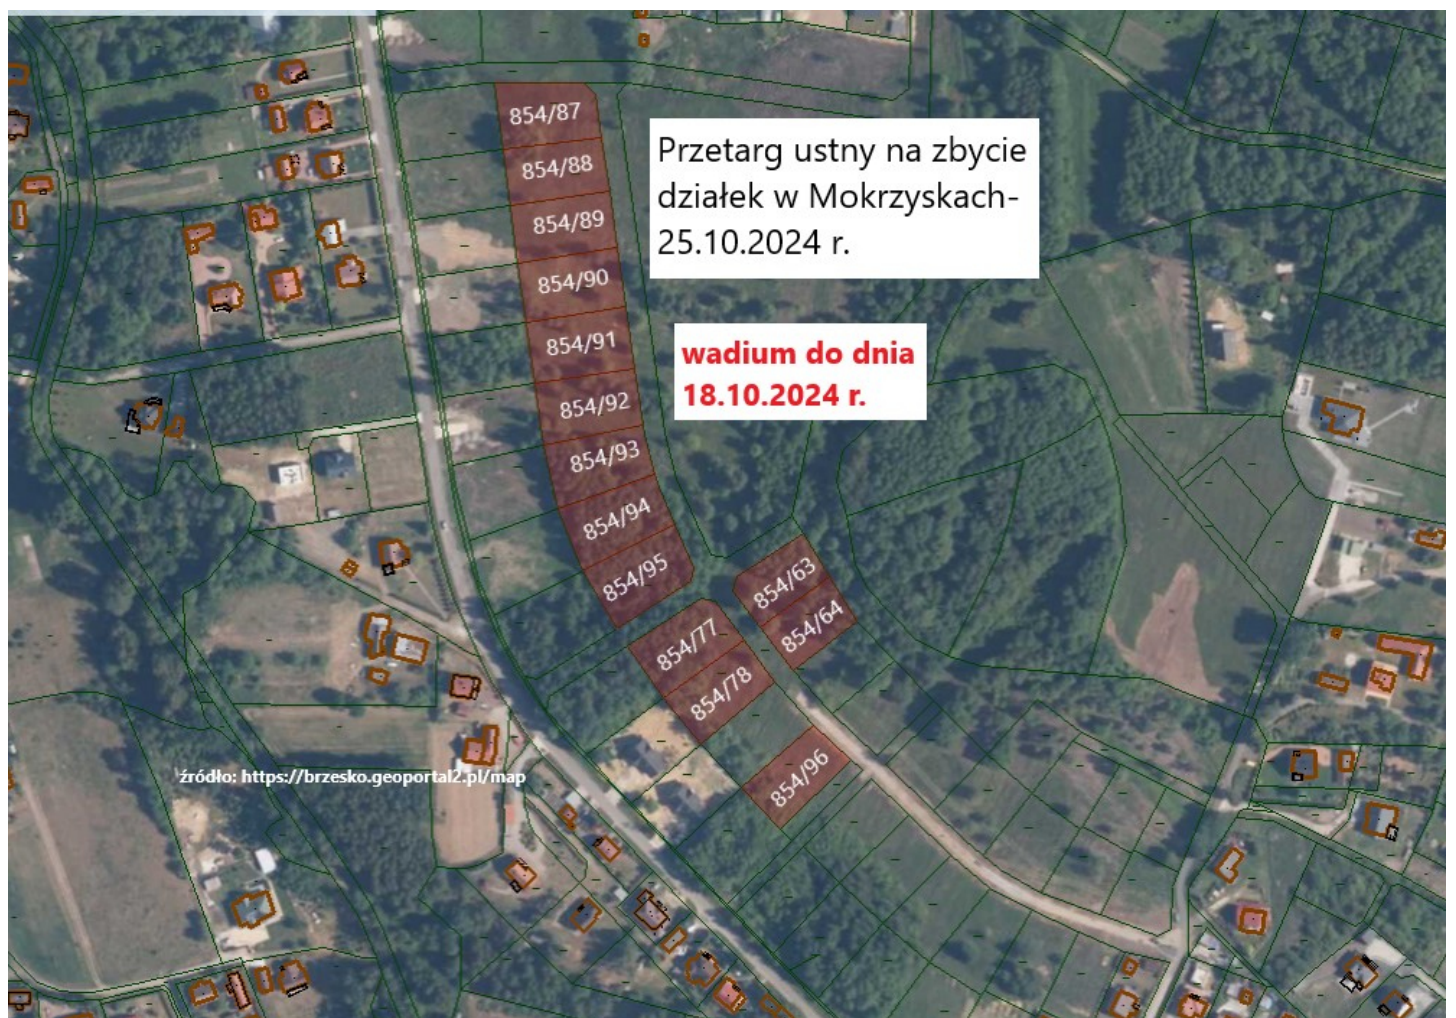 854/87
Przetarg ustny na zbycie
działek w Mokrzyskach-
25.10.2024 r.
854/88
854/89
854/90
854/91
wadium do dnia
18.10.2024 r.
854/92
854/93
854/94
854/95
854/63
854/64
854/77
854/78
854/96
źródło: https://brzesko.geoportal2.pl/map